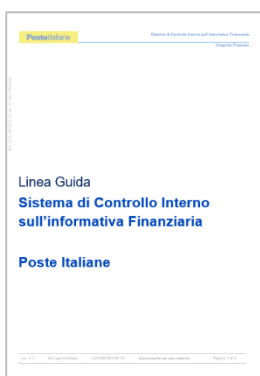 Posteitaliane
Sistema di Controllo Interno sull'Informativa Finanziaria
Linea Guida
Sistema di Controllo Interno
sull'informativa Finanziaria
Poste Italiane